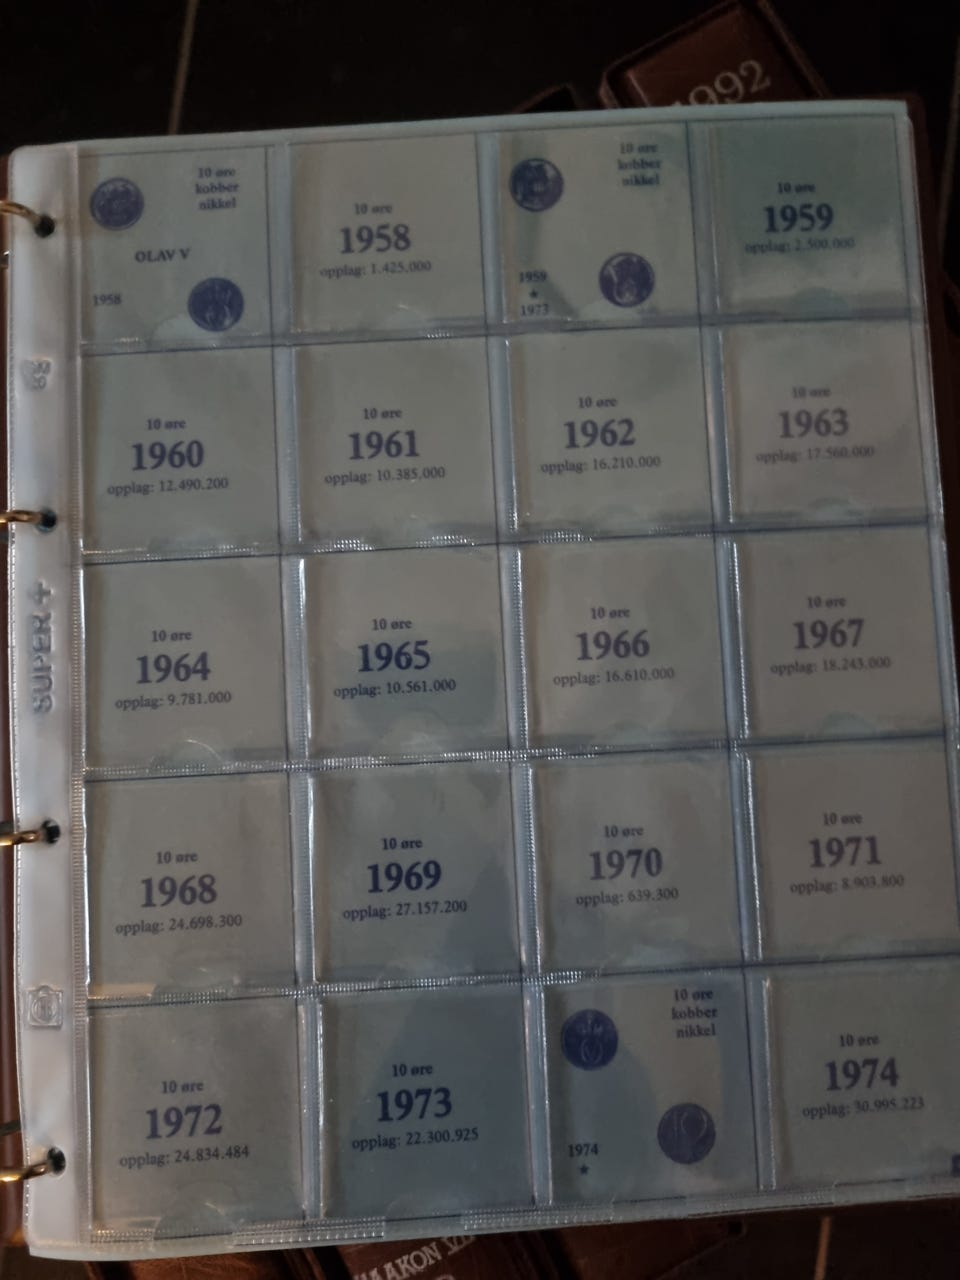 1992
10 øre
kobber
nikkel
OLAV V
1958
10 øre
1958
opplag: 1.425.000
10 øre
kobber
nikkel
1959
★
1973
10 øre
1959
opplag: 2.500.000
10 øre
1960
opplag: 12.490.200
10 øre
1961
opplag: 10.385.000
10 øre
1962
opplag: 16.210.000
10 øre
1963
opplag: 17.560.000
10 øre
1964
opplag: 9.781.000
10 øre
1965
opplag: 10.561.000
10 øre
1966
opplag: 16.610.000
10 øre
1967
opplag: 18.243.000
10 øre
1968
opplag: 24.698.300
10 øre
1969
opplag: 27.157.200
10 øre
1970
opplag: 639.300
10 øre
1971
opplag: 8.903.800
10 øre
1972
opplag: 24.834.484
10 øre
1973
opplag: 22.300.925
10 øre
kobber
nikkel
1974
★
10 øre
1974
opplag: 30.995.223
SUPER+
HAAKON VII